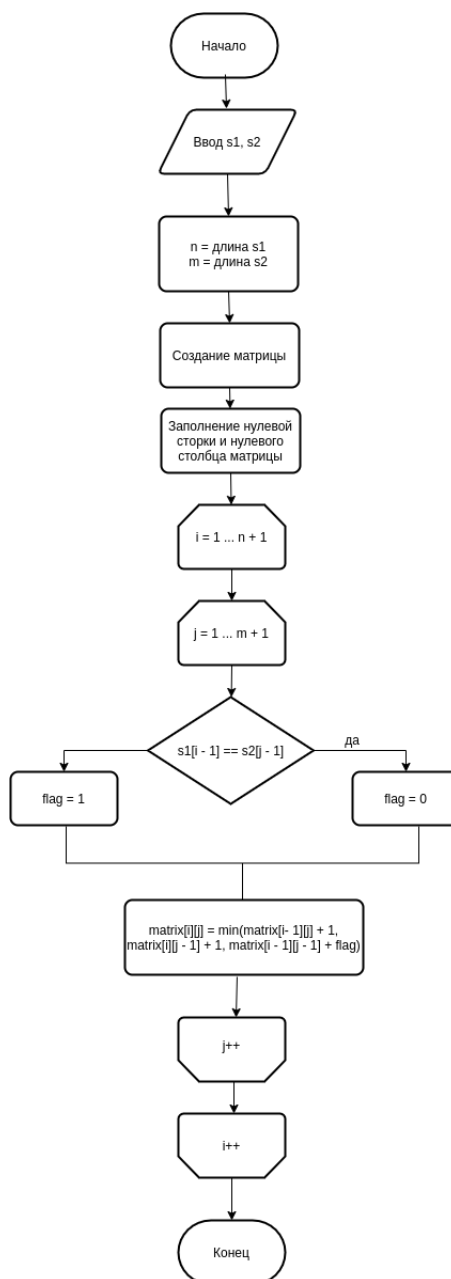 Начало
Ввод s1, s2
n = длина s1
m = длина s2
Создание матрицы
Заполнение нулевой
сторки и нулевого
столбца матрицы
i = 1 ... n + 1
j = 1 ... m + 1
s1[i - 1] == s2[j - 1]
да
flag = 1
flag = 0
matrix[i][j] = min(matrix[i- 1][j] + 1,
matrix[i][j - 1] + 1, matrix[i - 1][j - 1] + flag)
j++
i++
Конец